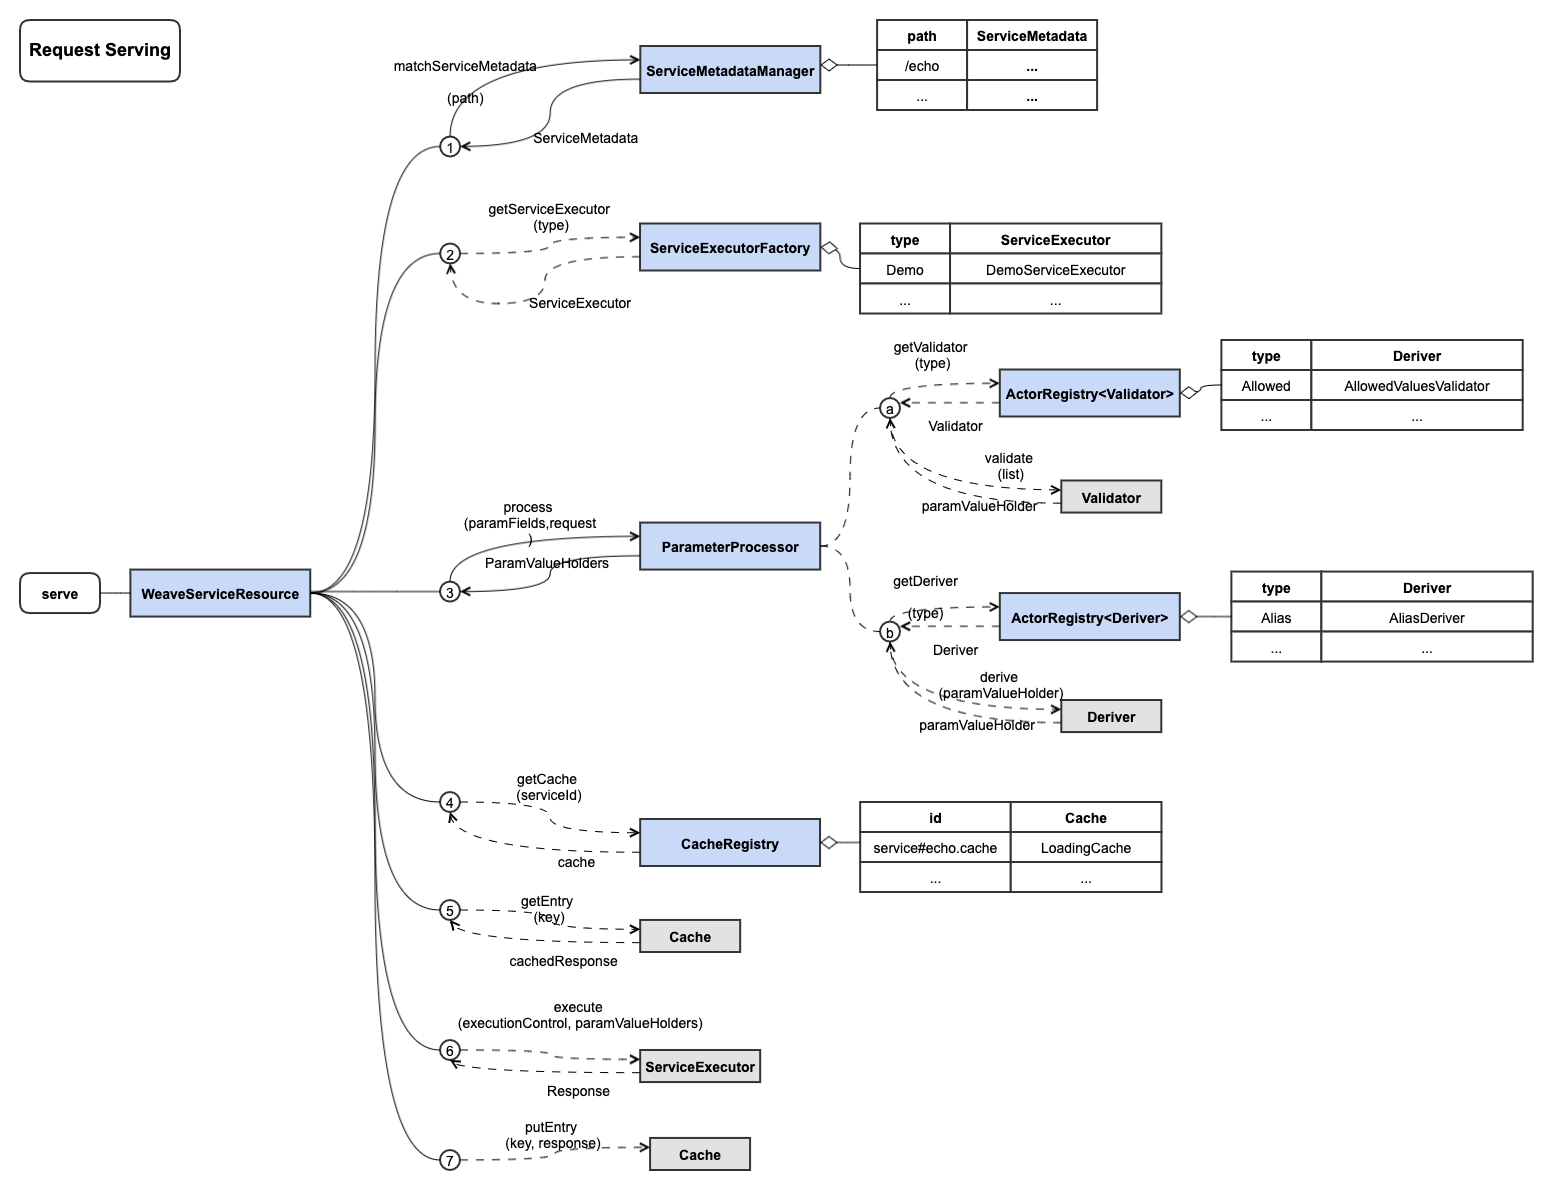 Request Serving
path ServiceMetadata
/echo ...
... ...
matchServiceMetadata
(path)
ServiceMetadataManager
ServiceMetadata
1
getServiceExecutor
(type)
2
ServiceExecutorFactory
ServiceExecutor
type ServiceExecutor
Demo DemoServiceExecutor
... ...
getValidator
(type)
a
ActorRegistry<Validator>
Validator
type Deriver
Allowed AllowedValuesValidator
... ...
validate
(list)
Validator
paramValueHolder
process
(paramFields,request
)
ParamValueHolders
3
ParameterProcessor
serve
WeaveServiceResource
getDeriver
(type)
b
ActorRegistry<Deriver>
Deriver
type Deriver
Alias AliasDeriver
... ...
derive
(paramValueHolder)
Deriver
paramValueHolder
getCache
(serviceId)
4
CacheRegistry
cache
id Cache
service#echo.cache LoadingCache
... ...
getEntry
(key)
5
Cache
cachedResponse
execute
(executionControl, paramValueHolders)
6
ServiceExecutor
Response
putEntry
(key, response)
7
Cache